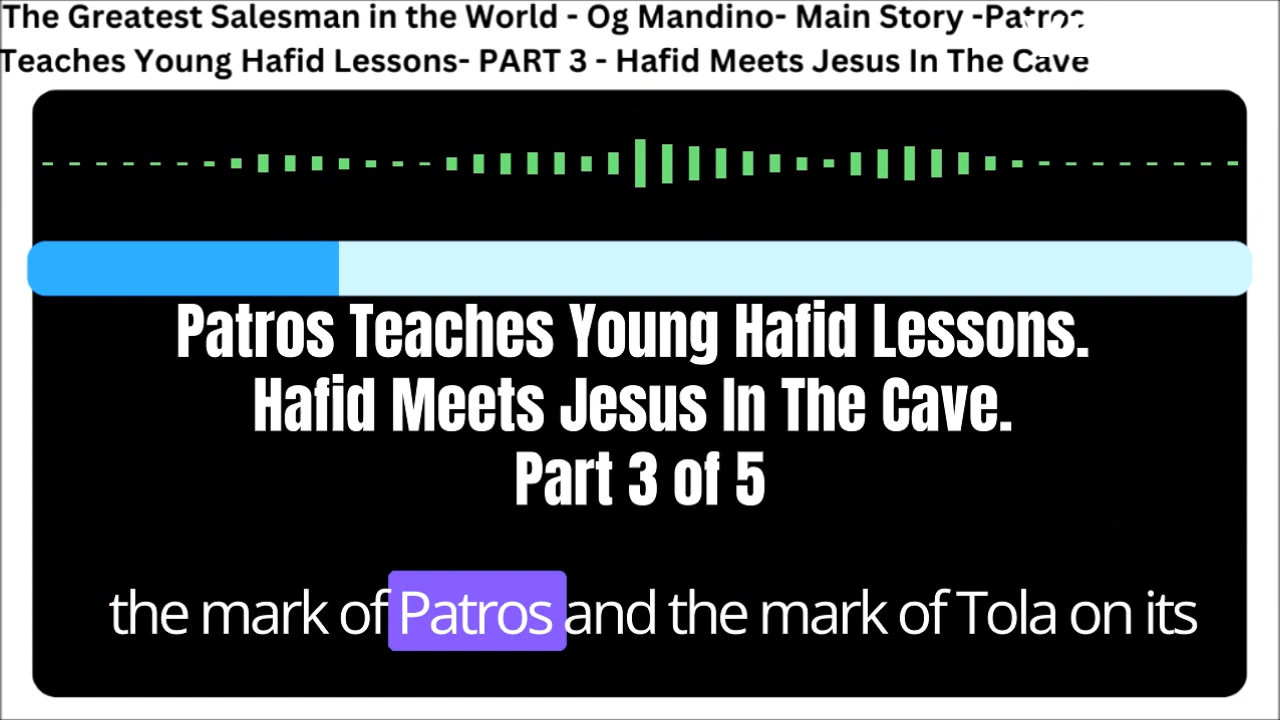 The Greatest Salesman in the World - Og Mandino- Main Story -Patros
Teaches Young Hafid Lessons- PART 3 - Hafid Meets Jesus In The Cave
Patros Teaches Young Hafid Lessons.
Hafid Meets Jesus In The Cave.
Part 3 of 5
the mark of Patros and the mark of Tola on its